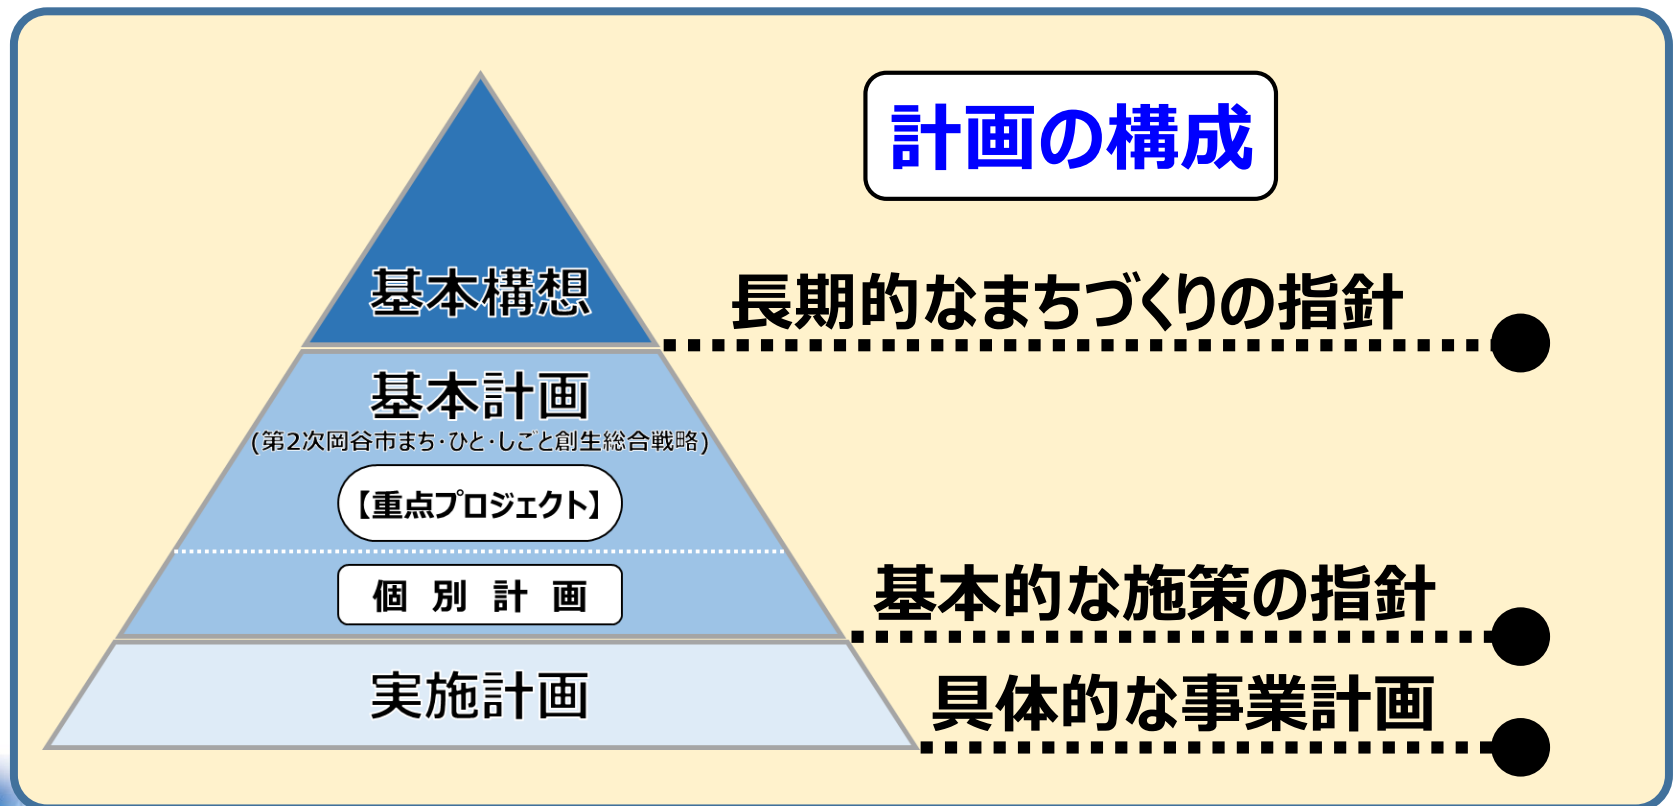 計画の構成
基本構想
長期的なまちづくりの指針
基本計画
(第2次岡谷市まち・ひと・しごと創生総合戦略)
【重点プロジェクト】
個別計画
基本的な施策の指針
実施計画
具体的な事業計画